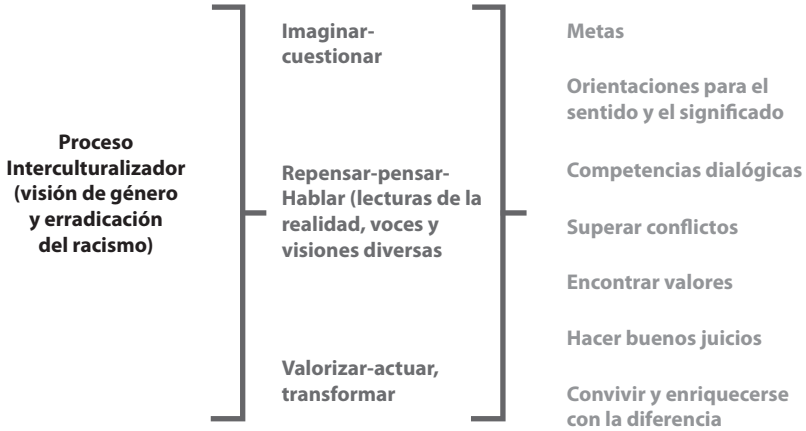 Proceso
Interculturalizador
(visión de género
y erradicación
del racismo)
Imaginar-
cuestionar
Repensar-pensar-
Hablar (lecturas de la
realidad, voces y
visiones diversas
Valorizar-actuar,
transformar
Metas
Orientaciones para el
sentido y el significado
Competencias dialógicas
Superar conflictos
Encontrar valores
Hacer buenos juicios
Convivir y enriquecerse
con la diferencia